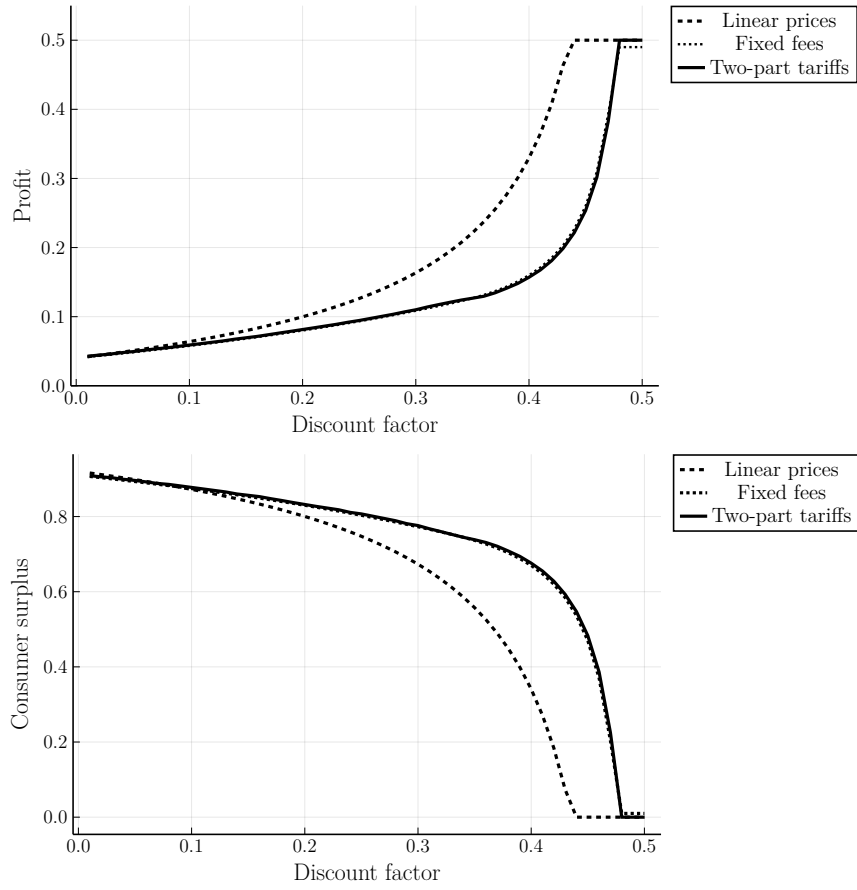 Linear prices
Fixed fees
Two-part tariffs
0.5
0.4
0.3
0.2
0.1
0.0
Profit
0.0 0.1 0.2 0.3 0.4 0.5
Discount factor
Linear prices
Fixed fees
Two-part tariffs
0.8
0.6
0.4
0.2
0.0
Consumer surplus
0.0 0.1 0.2 0.3 0.4 0.5
Discount factor